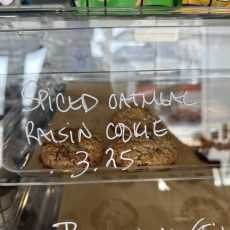 SPICED OATMEAL
RAISIN COOKIE
3.25